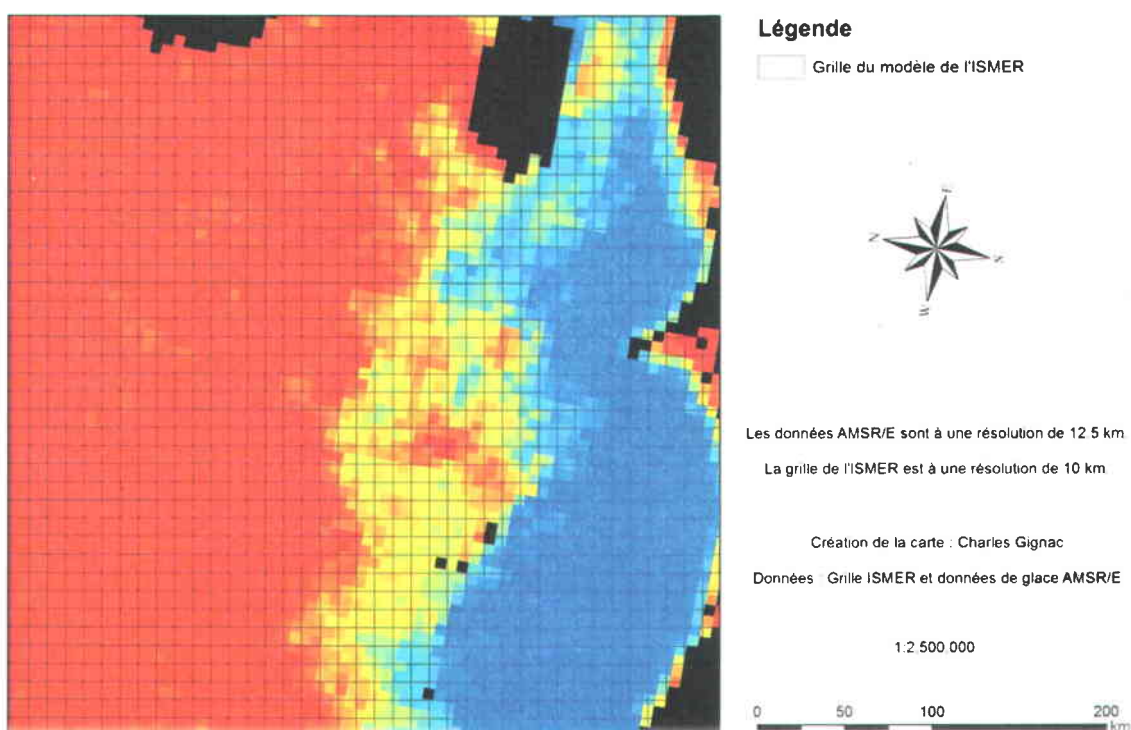 Légende
Grille du modèle de l'ISMER
N
Les données AMSR/E sont à une résolution de 12.5 km
La grille de l'ISMER est à une résolution de 10 km
Création de la carte : Charles Gignac
Données : Grille ISMER et données de glace AMSR/E
1:2.500.000
0 50 100 200
km